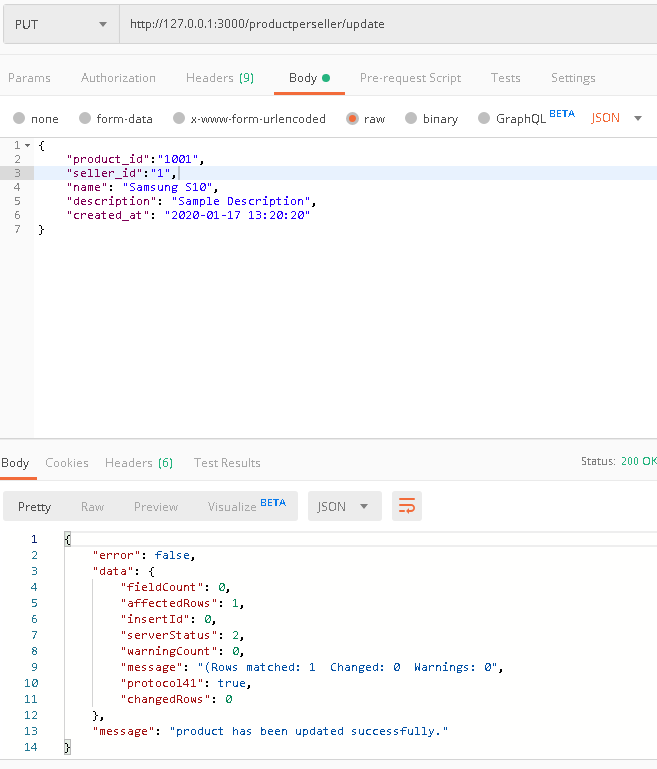 PUT http://127.0.0.1:3000/productperseller/update
Params Authorization Headers (9) Body Pre-request Script Tests Settings
none form-data x-www-form-urlencoded raw binary GraphQL BETA JSON
1 {
2 "product_id":"1001",
3 "seller_id":"1",
4 "name": "Samsung S10",
5 "description": "Sample Description",
6 "created_at": "2020-01-17 13:20:20"
7 }
Body Cookies Headers (6) Test Results Status: 200 OK
Pretty Raw Preview Visualize BETA JSON
1 {
2 "error": false,
3 "data": {
4 "fieldCount": 0,
5 "affectedRows": 1,
6 "insertId": 0,
7 "serverStatus": 2,
8 "warningCount": 0,
9 "message": "(Rows matched: 1  Changed: 0  Warnings: 0",
10 "protocol41": true,
11 "changedRows": 0
12 },
13 "message": "product has been updated successfully."
14 }